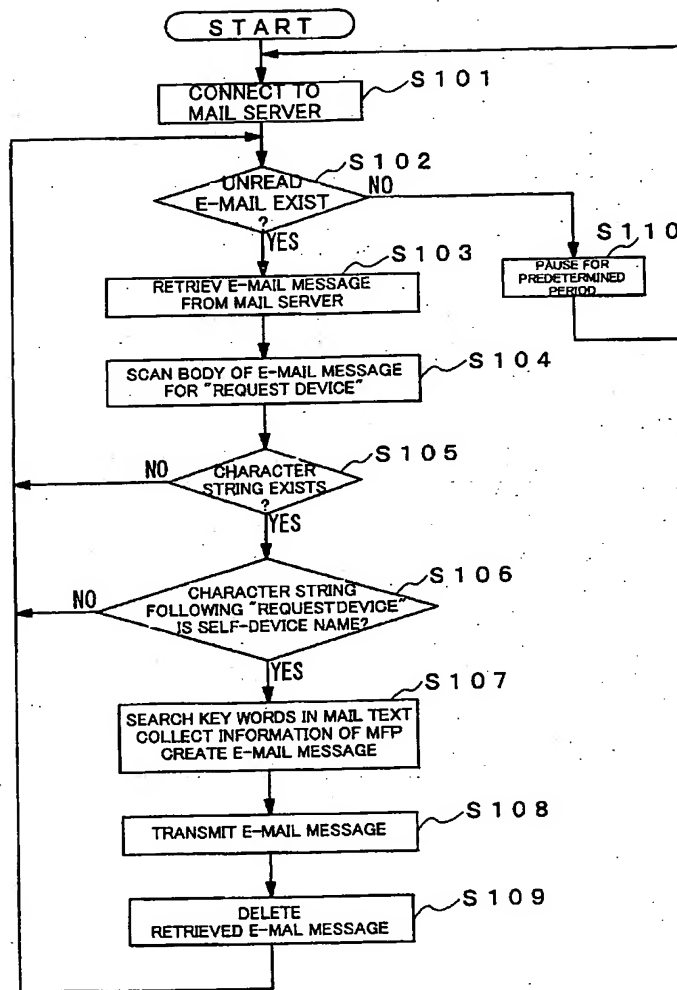 START
S101
CONNECT TO
MAIL SERVER
S102
UNREAD
E-MAIL EXIST
?
NO
YES
S110
PAUSE FOR
PREDETERMINED
PERIOD
S103
RETRIEV E-MAIL MESSAGE
FROM MAIL SERVER
S104
SCAN BODY OF E-MAIL MESSAGE
FOR "REQUEST DEVICE"
S105
NO
CHARACTER
STRING EXISTS
?
YES
S106
NO
CHARACTER STRING
FOLLOWING "REQUESTDEVICE"
IS SELF-DEVICE NAME?
YES
S107
SEARCH KEY WORDS IN MAIL TEXT
COLLECT INFORMATION OF MFP
CREATE E-MAIL MESSAGE
S108
TRANSMIT E-MAIL MESSAGE
S109
DELETE
RETRIEVED E-MAL MESSAGE